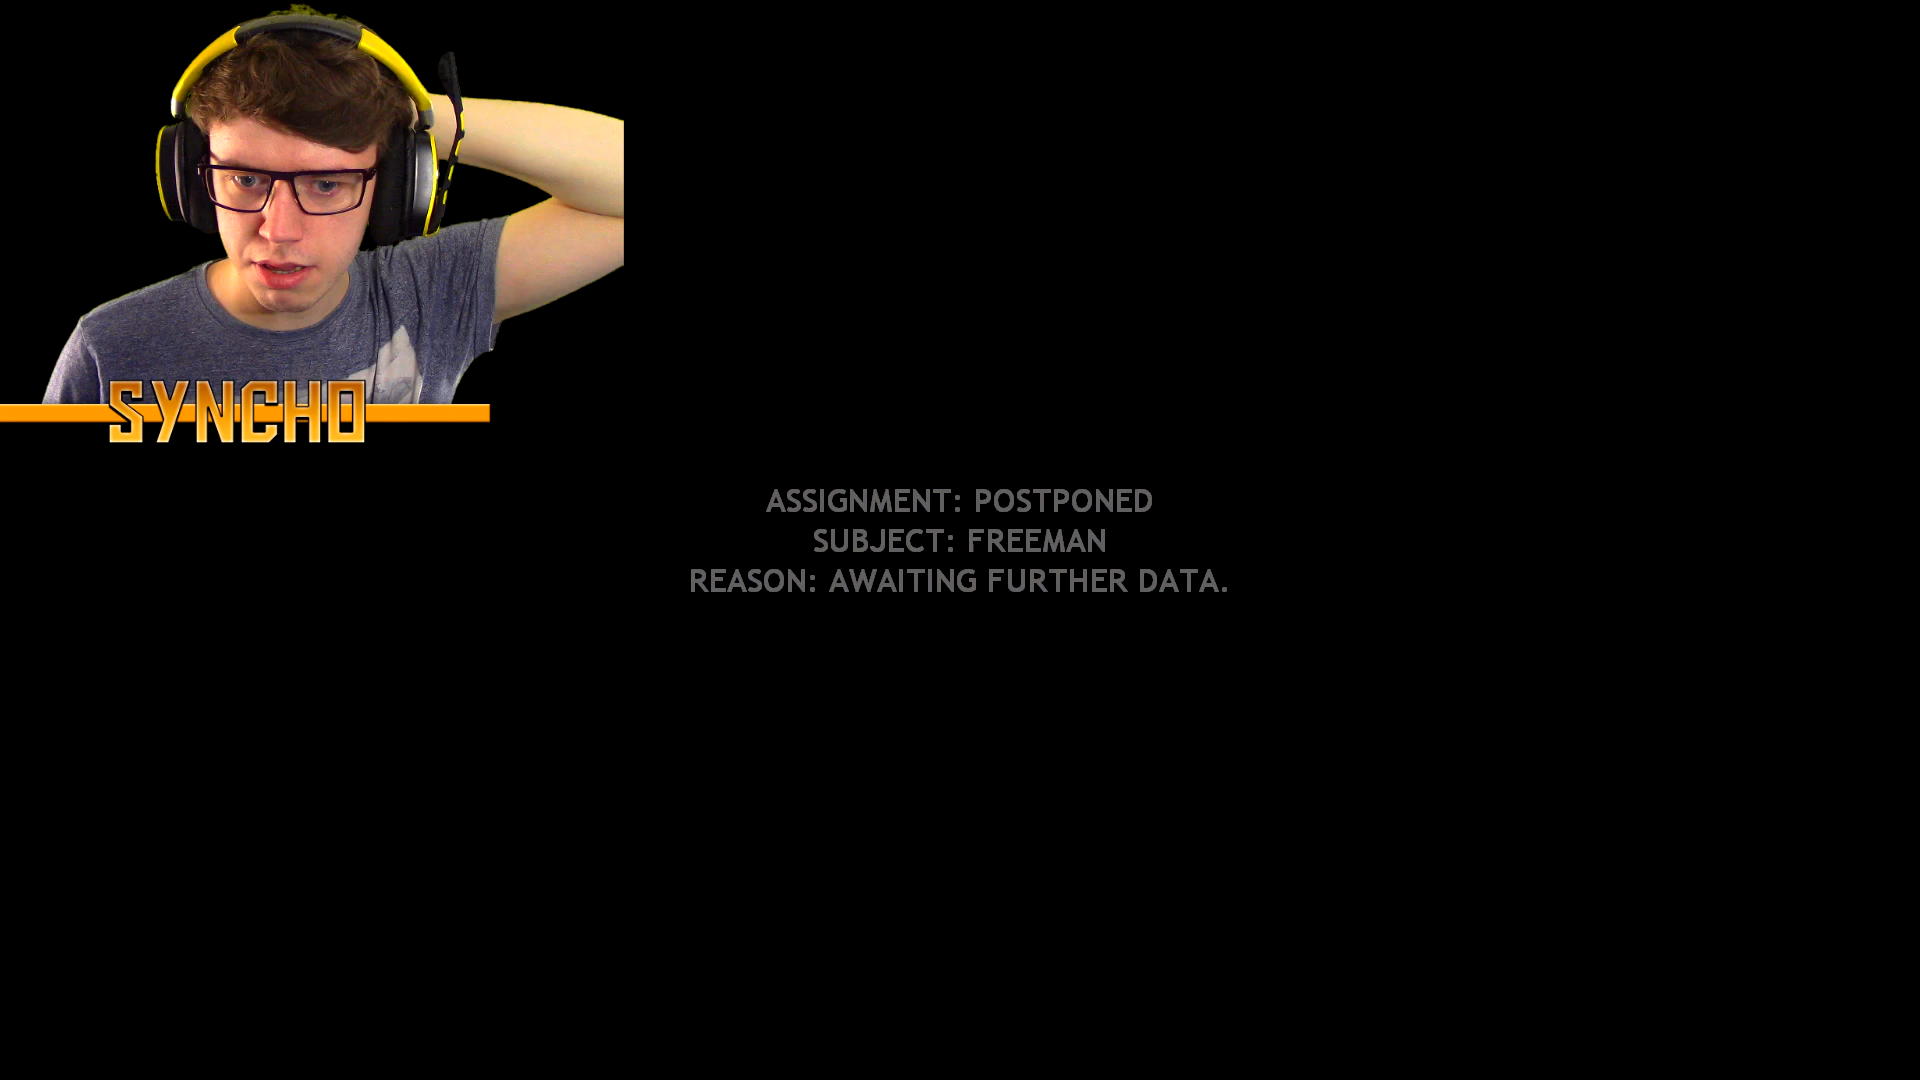 SYNCHO
ASSIGNMENT: POSTPONED
SUBJECT: FREEMAN
REASON: AWAITING FURTHER DATA.